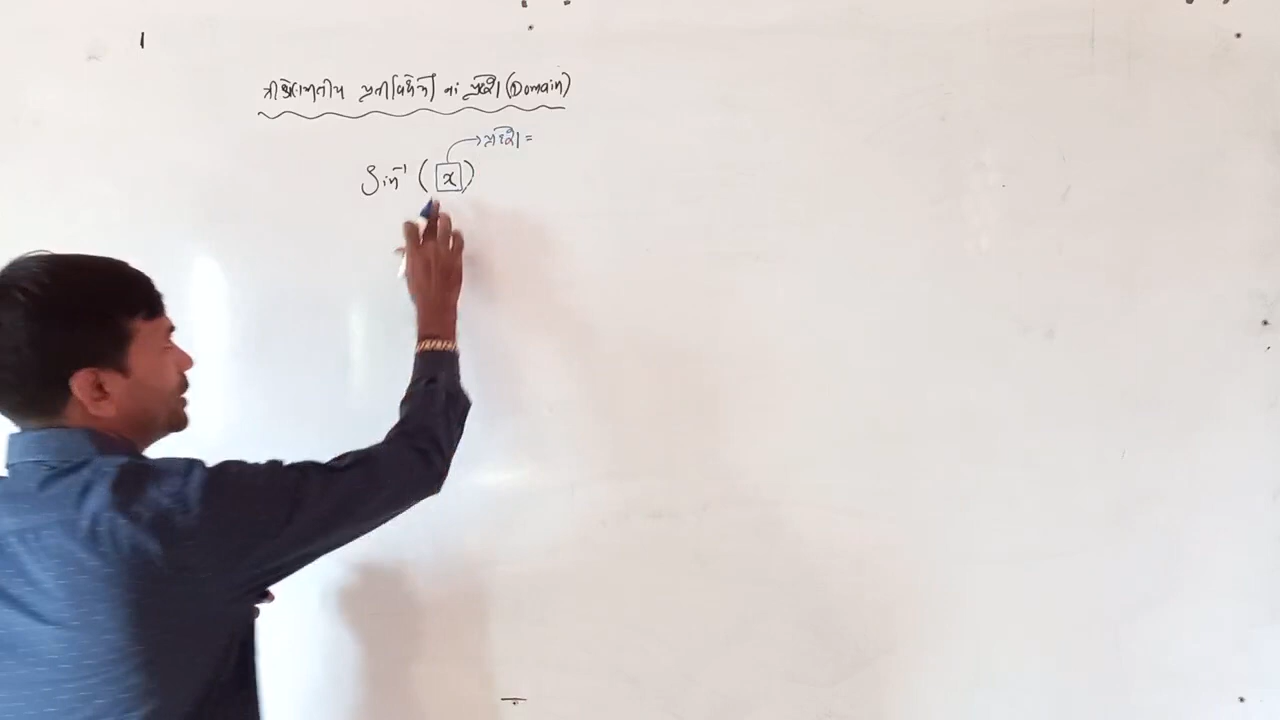 ત્રીકોણમિતીય પ્રતિવિધેયો નાં પ્રદેશ (Domain)
પ્રદેશ =
Sin⁻¹ (x)